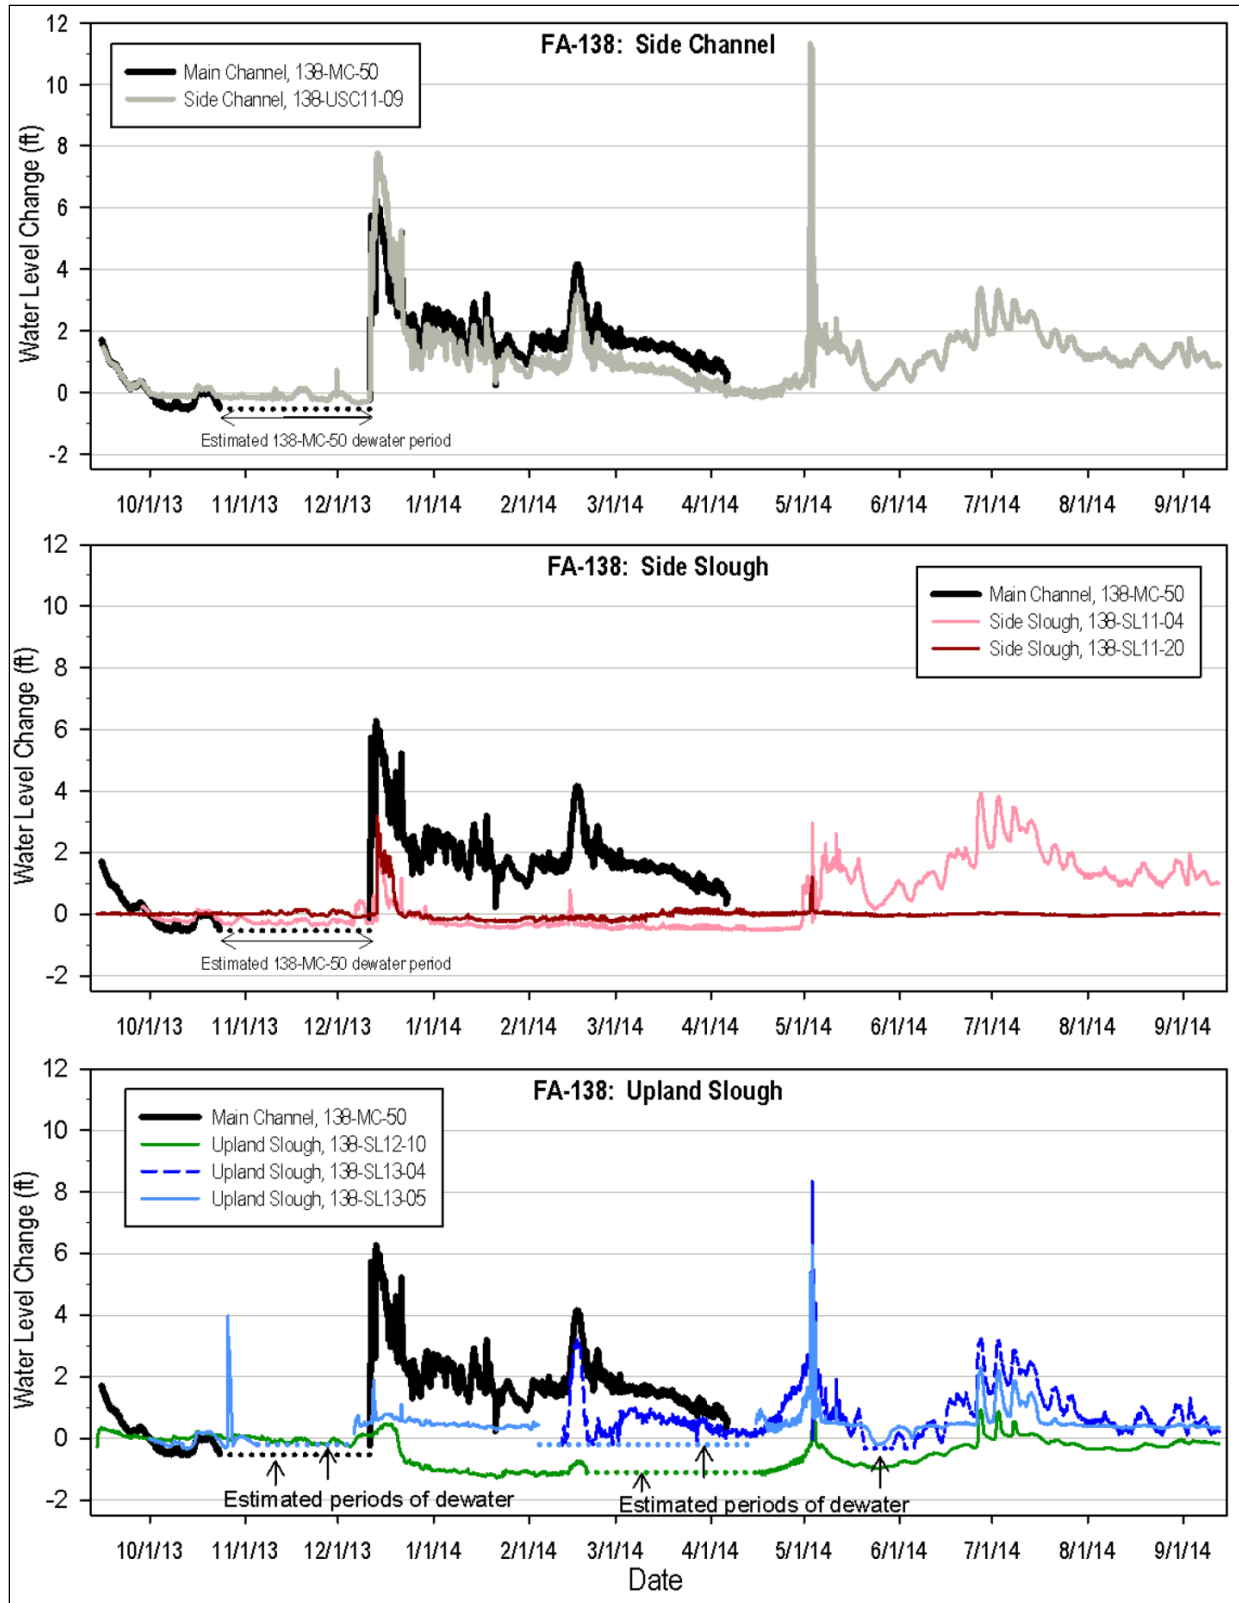 FA-138: Side Channel
Main Channel, 138-MC-50
Side Channel, 138-USC11-09
Water Level Change (ft)
12
10
8
6
4
2
0
-2
Estimated 138-MC-50 dewater period
10/1/13 11/1/13 12/1/13 1/1/14 2/1/14 3/1/14 4/1/14 5/1/14 6/1/14 7/1/14 8/1/14 9/1/14
FA-138: Side Slough
Main Channel, 138-MC-50
Side Slough, 138-SL11-04
Side Slough, 138-SL11-20
Water Level Change (ft)
12
10
8
6
4
2
0
-2
Estimated 138-MC-50 dewater period
10/1/13 11/1/13 12/1/13 1/1/14 2/1/14 3/1/14 4/1/14 5/1/14 6/1/14 7/1/14 8/1/14 9/1/14
FA-138: Upland Slough
Main Channel, 138-MC-50
Upland Slough, 138-SL12-10
Upland Slough, 138-SL13-04
Upland Slough, 138-SL13-05
Water Level Change (ft)
12
10
8
6
4
2
0
-2
Estimated periods of dewater
Estimated periods of dewater
10/1/13 11/1/13 12/1/13 1/1/14 2/1/14 3/1/14 4/1/14 5/1/14 6/1/14 7/1/14 8/1/14 9/1/14
Date